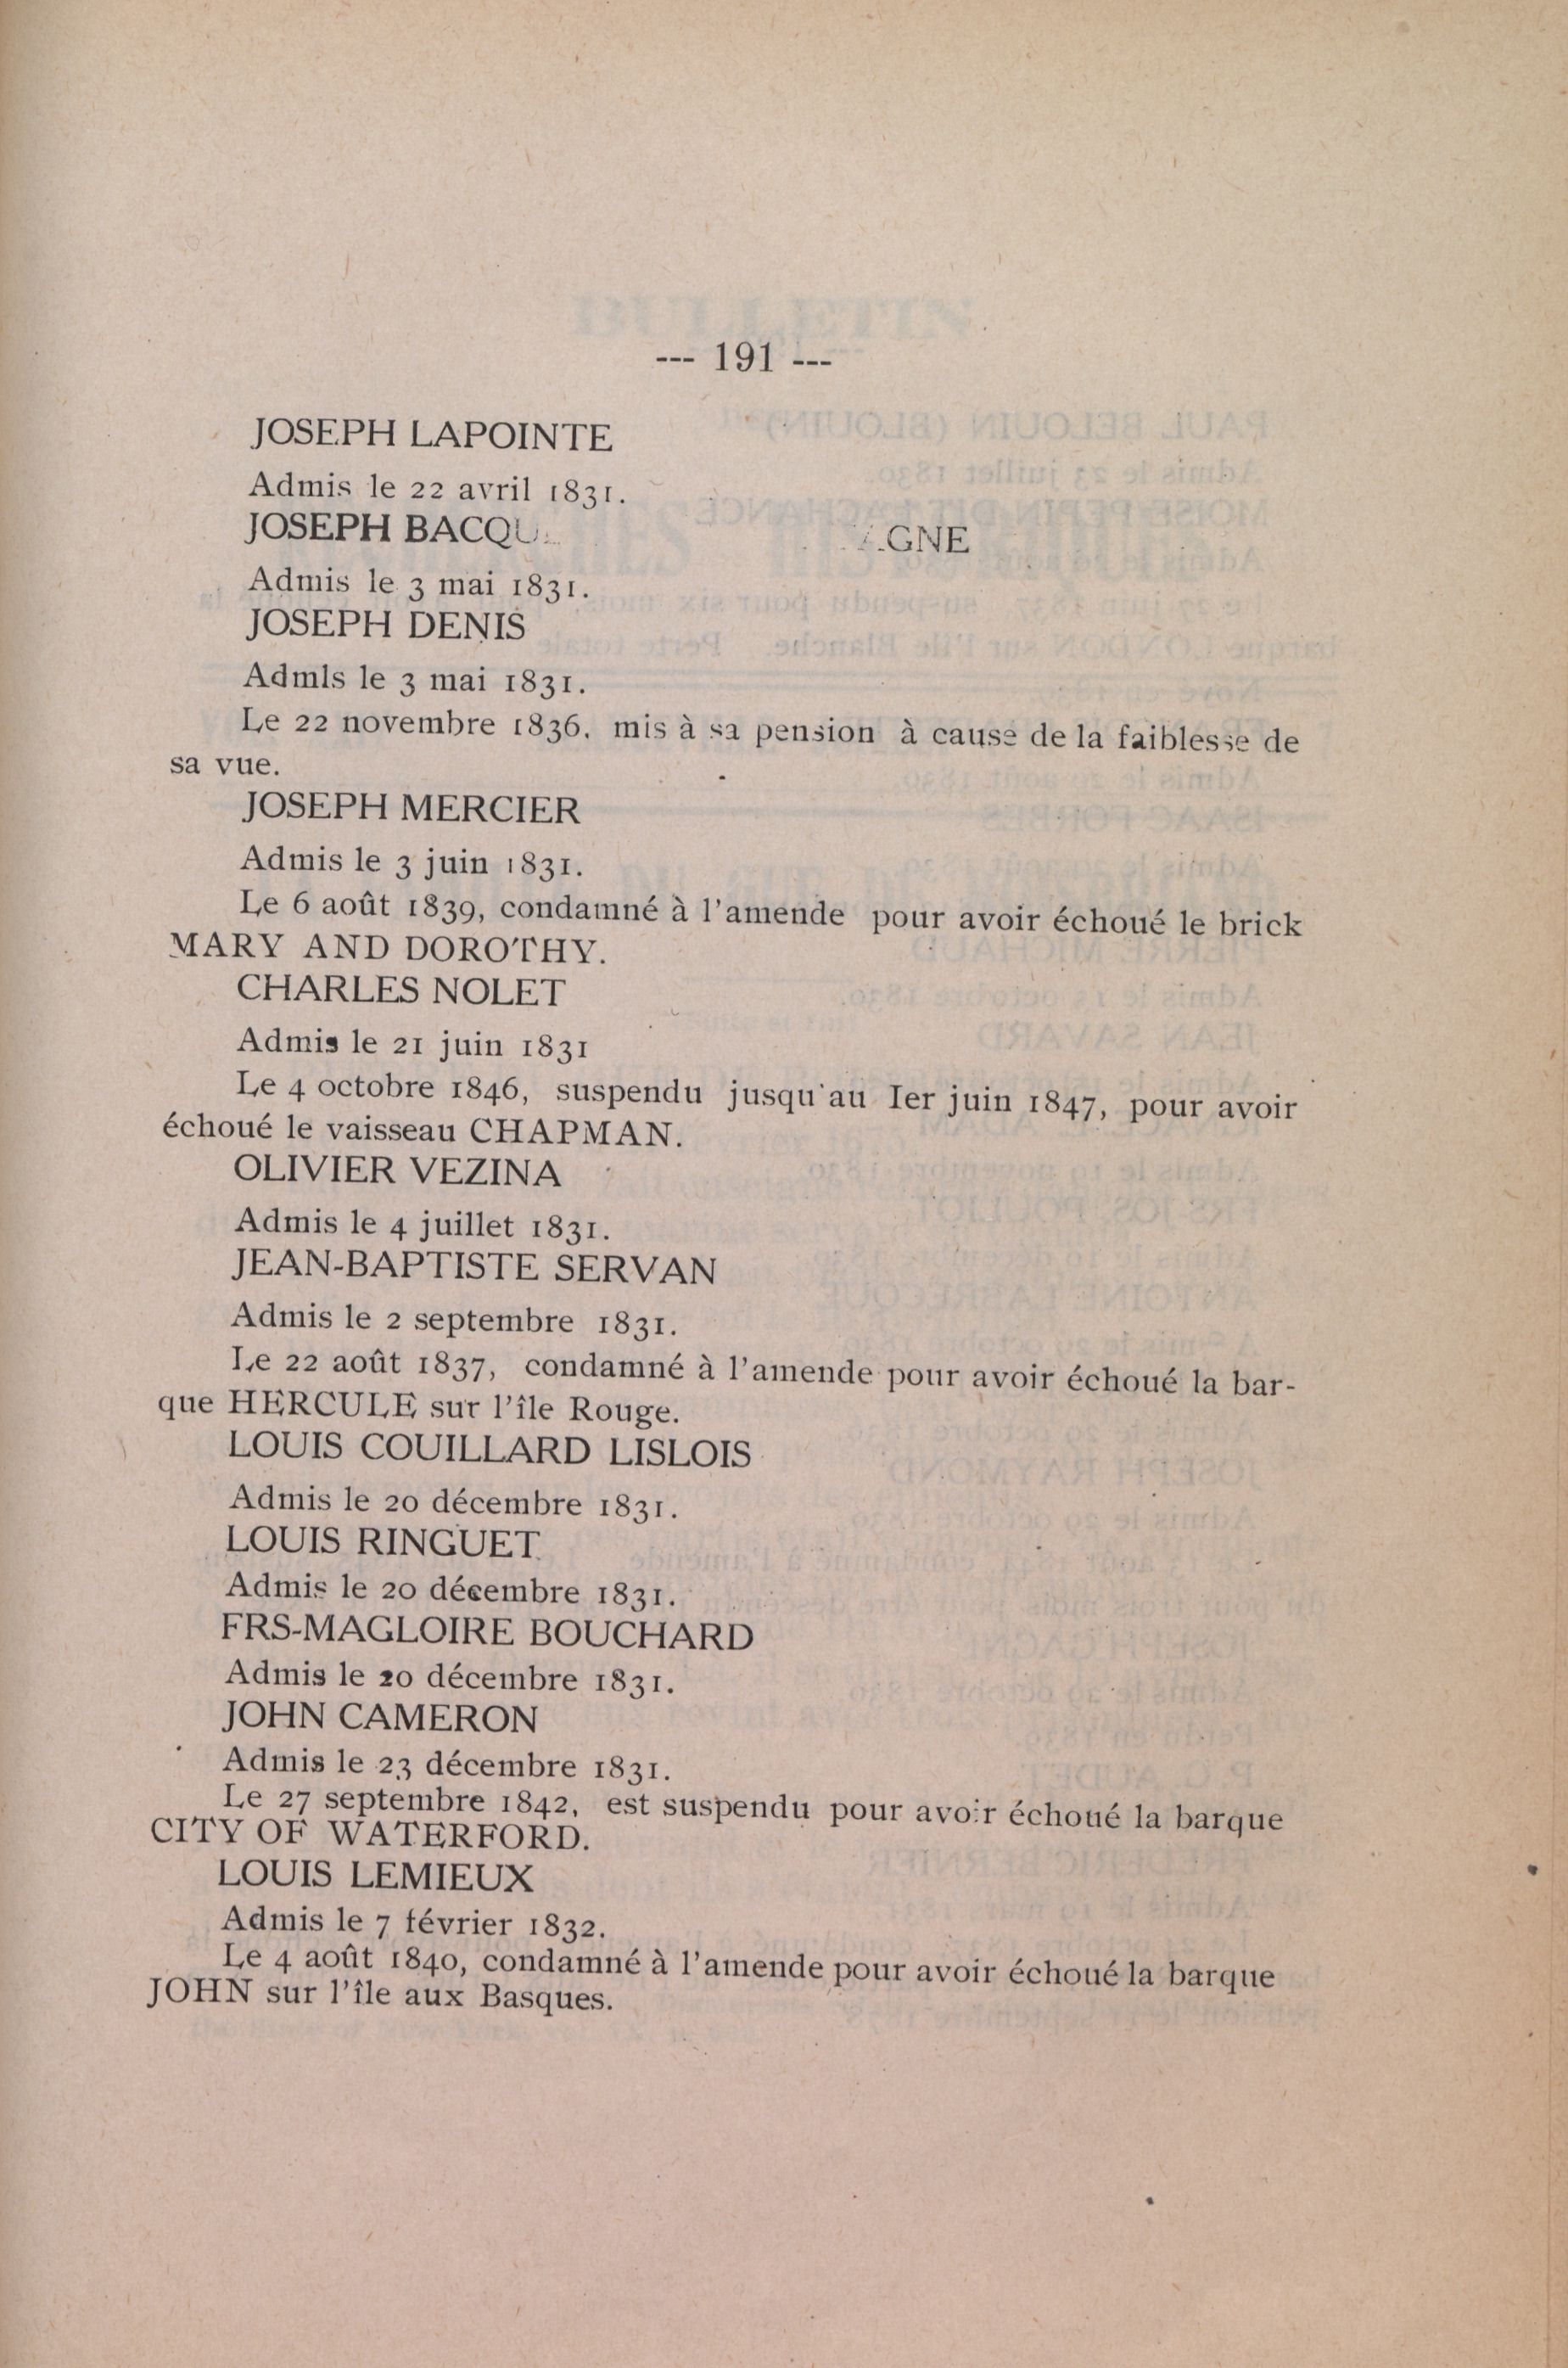 --- 191 ---
JOSEPH LAPOINTE
Admis le 22 avril 1831.
JOSEPH
Admis le 3 mai 1831.
JOSEPH DENIS
Admls le 3 mai 1831.
Le 22 novembre 1836, mis à sa pension à cause de la faiblesse de
sa vue.
JOSEPH MERCIER
Admis le 3 juin 1831.
Le 6 août 1839, condamné à l'amende pour avoir échoué le brick
MARY AND DOROTHY.
CHARLES NOLET
Admis le 21 juin 1831
Le 4 octobre 1846, suspendu jusqu'au Ier juin 1847, pour avoir
échoué le vaisseau CHAPMAN.
OLIVIER VEZINA
Admis le 4 juillet 1831.
JEAN-BAPTISTE SERVAN
Admis le 2 septembre 1831.
Le 22 août 1837, condamné à l'amende pour avoir échoué la bar-
que HERCULE sur l'île Rouge.
LOUIS COUILLARD LISLOIS
Admis le 20 décembre 1831.
LOUIS RINGUET
Admis le 20 décembre 1831.
FRS-MAGLOIRE BOUCHARD
Admis le 20 décembre 1831.
JOHN CAMERON
Admis le 23 décembre 1831.
Le 27 septembre 1842, est suspendu pour avoir échoué la barque
CITY OF WATERFORD.
LOUIS LEMIEUX
Admis le 7 février 1832.
Le 4 août 1840, condamné à l'amende pour avoir échoué la barque
JOHN sur l'île aux Basques.